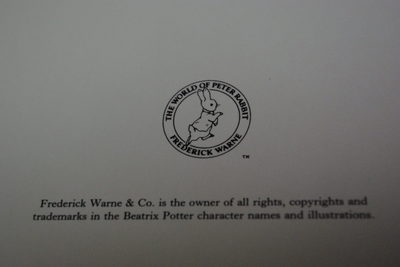 THE WORLD OF PETER RABBIT
FREDERICK WARNE
TM
Frederick Warne & Co. is the owner of all rights, copyrights and
trademarks in the Beatrix Potter character names and illustrations.